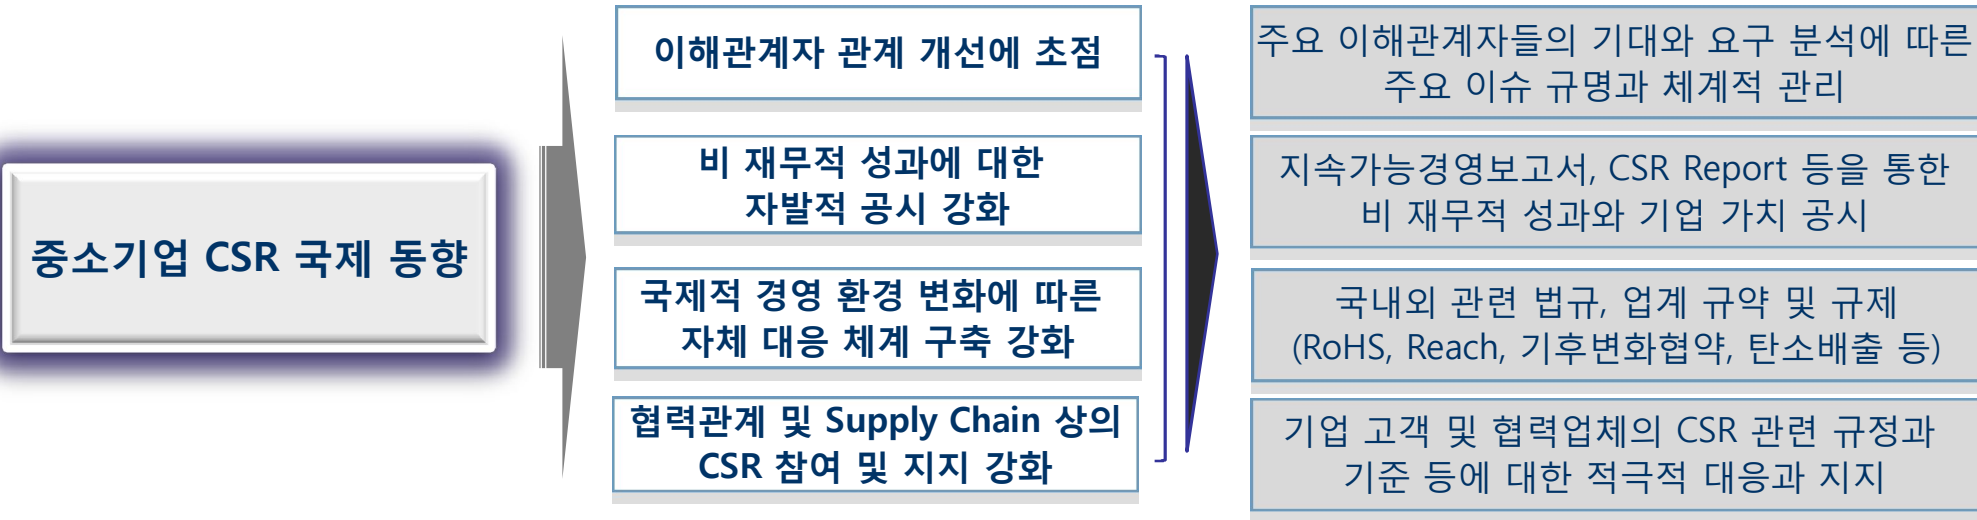 중소기업 CSR 국제 동향
이해관계자 관계 개선에 초점
비 재무적 성과에 대한
자발적 공시 강화
국제적 경영 환경 변화에 따른
자체 대응 체계 구축 강화
협력관계 및 Supply Chain 상의
CSR 참여 및 지지 강화
주요 이해관계자들의 기대와 요구 분석에 따른
주요 이슈 규명과 체계적 관리
지속가능경영보고서, CSR Report 등을 통한
비 재무적 성과와 기업 가치 공시
국내외 관련 법규, 업계 규약 및 규제
(RoHS, Reach, 기후변화협약, 탄소배출 등)
기업 고객 및 협력업체의 CSR 관련 규정과
기준 등에 대한 적극적 대응과 지지